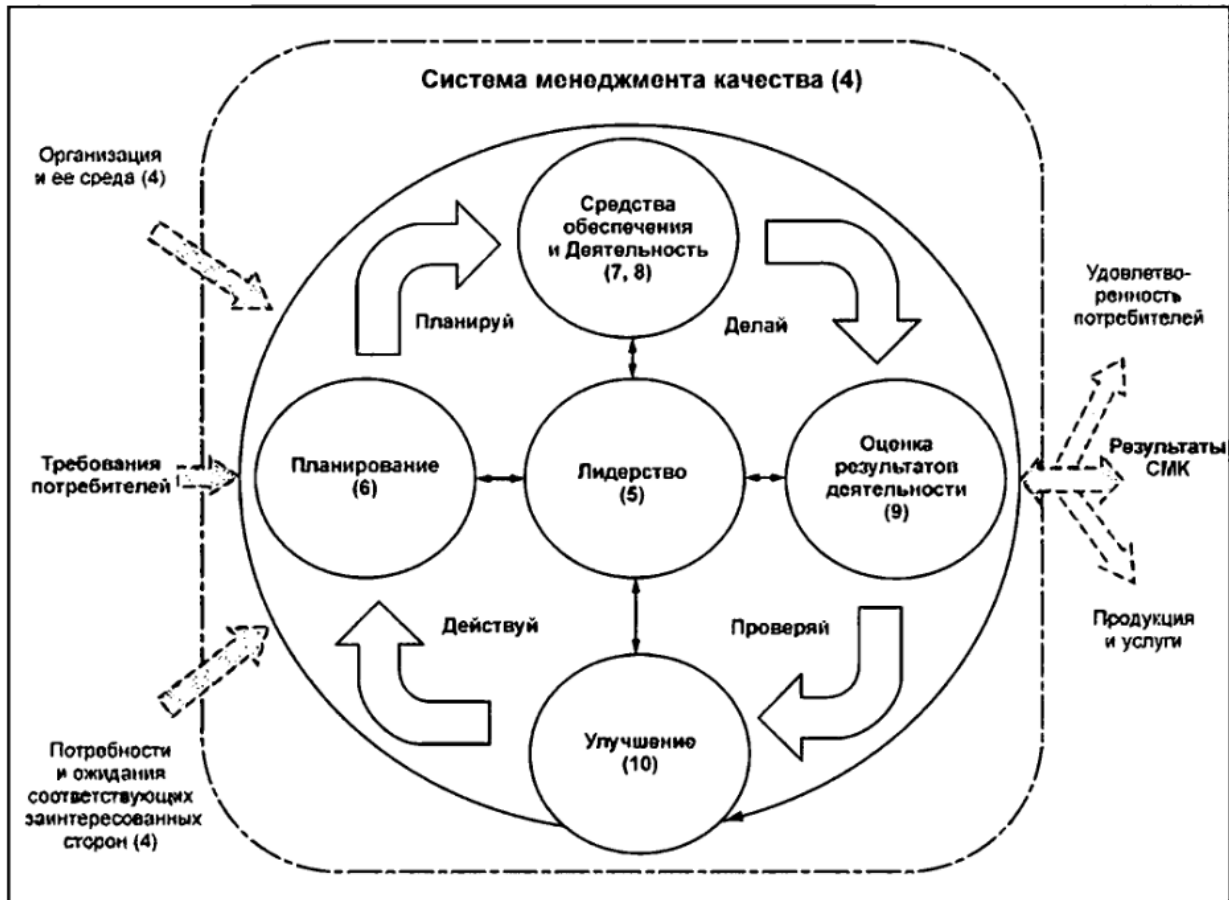 Система менеджмента качества (4)
Организация
и ее среда (4)
Средства
обеспечения
и Деятельность
(7, 8)
Удовлетво-
ренность
потребителей
Планируй
Делай
Требования
потребителей
Планирование
(6)
Лидерство
(5)
Оценка
результатов
деятельности
(9)
Результаты
СМК
Действуй
Проверяй
Продукция
и услуги
Улучшение
(10)
Потребности
и ожидания
соответствующих
заинтересованных
сторон (4)